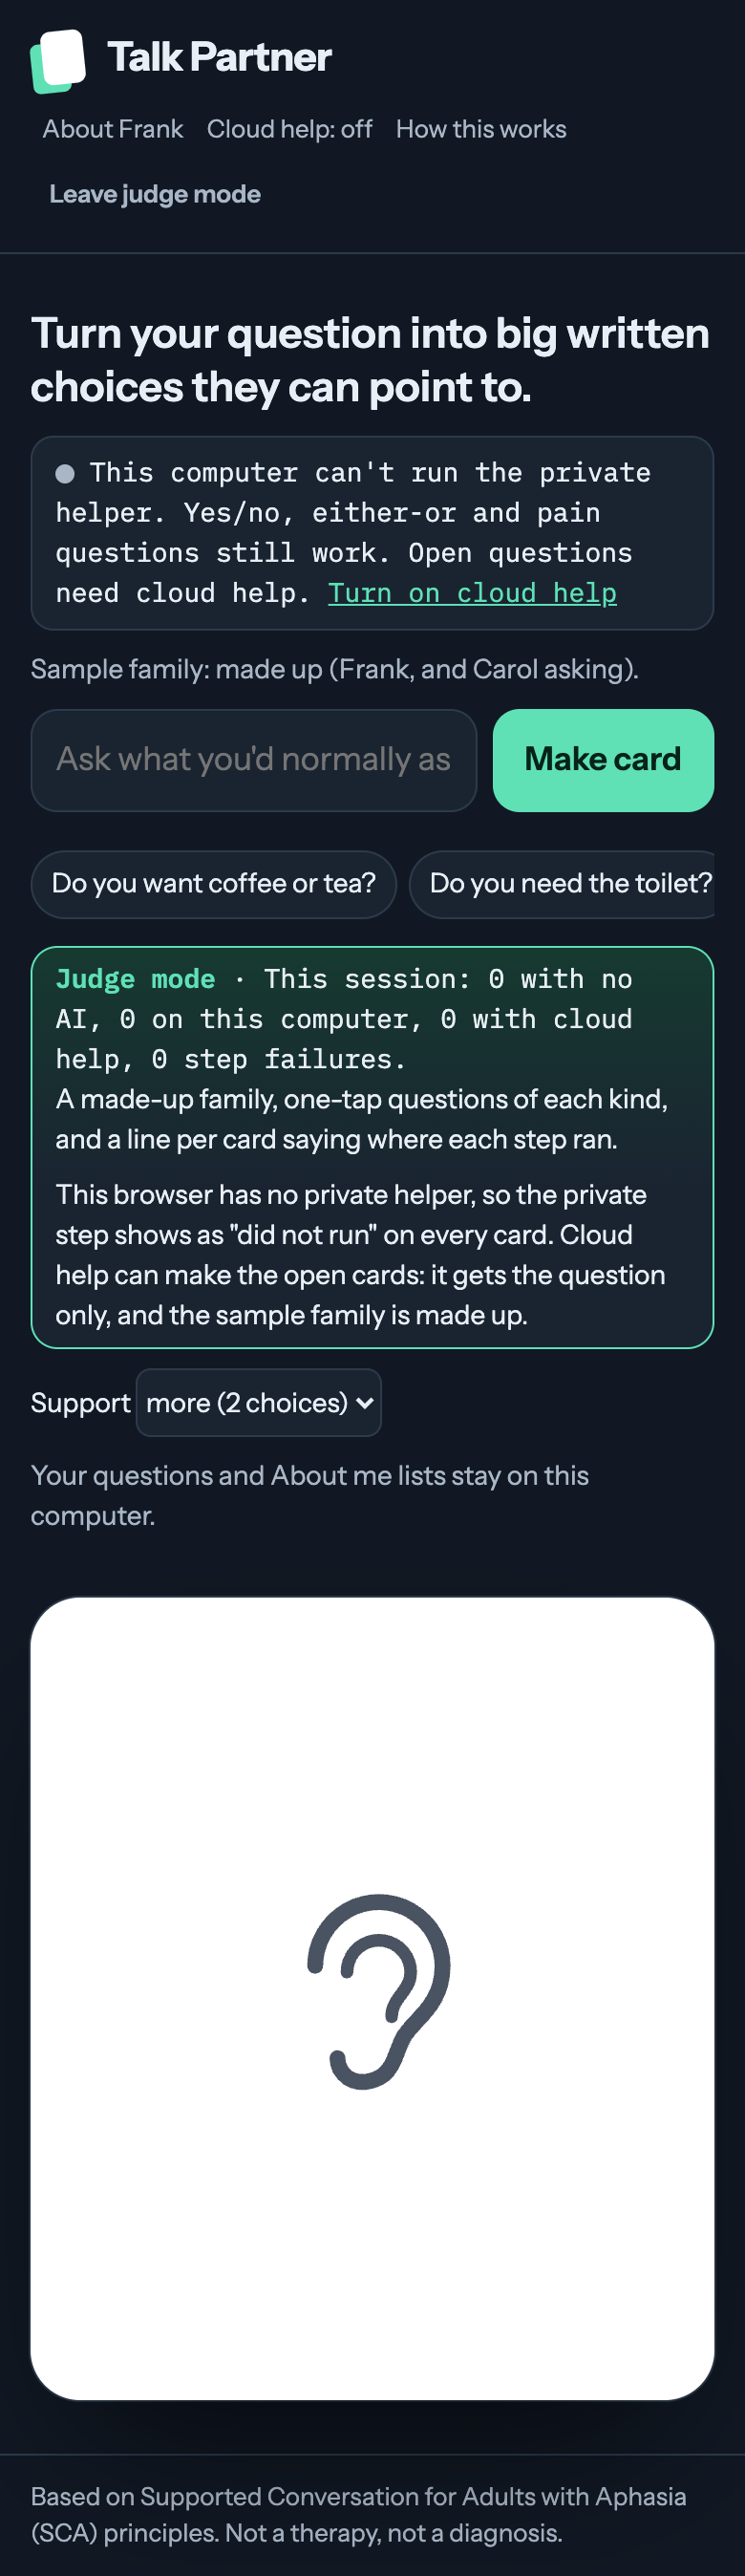 Talk Partner
About Frank Cloud help: off How this works
Leave judge mode
Turn your question into big written
choices they can point to.
This computer can't run the private
helper. Yes/no, either-or and pain
questions still work. Open questions
need cloud help. Turn on cloud help
Sample family: made up (Frank, and Carol asking).
Ask what you'd normally as
Make card
Do you want coffee or tea? Do you need the toilet?
Judge mode · This session: 0 with no
AI, 0 on this computer, 0 with cloud
help, 0 step failures.
A made-up family, one-tap questions of each kind,
and a line per card saying where each step ran.
This browser has no private helper, so the private
step shows as "did not run" on every card. Cloud
help can make the open cards: it gets the question
only, and the sample family is made up.
Support more (2 choices)
Your questions and About me lists stay on this
computer.
Based on Supported Conversation for Adults with Aphasia
(SCA) principles. Not a therapy, not a diagnosis.